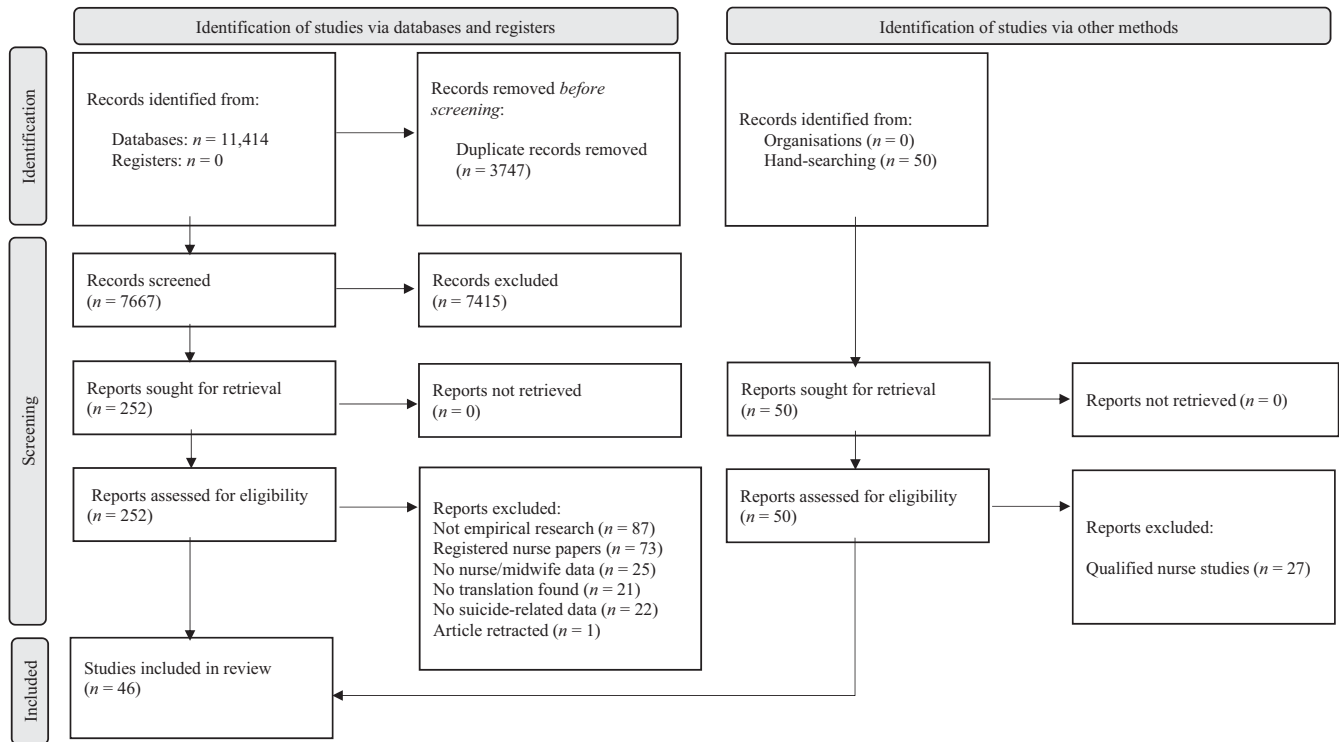 Identification of studies via databases and registers
Identification of studies via other methods
Identification
Records identified from:
Databases: n = 11,414
Registers: n = 0
Records removed before
screening:
Duplicate records removed
(n = 3747)
Records identified from:
Organisations (n = 0)
Hand-searching (n = 50)
Screening
Records screened
(n = 7667)
Records excluded
(n = 7415)
Reports sought for retrieval
(n = 252)
Reports not retrieved
(n = 0)
Reports sought for retrieval
(n = 50)
Reports not retrieved (n = 0)
Reports assessed for eligibility
(n = 252)
Reports excluded:
Not empirical research (n = 87)
Registered nurse papers (n = 73)
No nurse/midwife data (n = 25)
No translation found (n = 21)
No suicide-related data (n = 22)
Article retracted (n = 1)
Reports assessed for eligibility
(n = 50)
Reports excluded:
Qualified nurse studies (n = 27)
Included
Studies included in review
(n = 46)